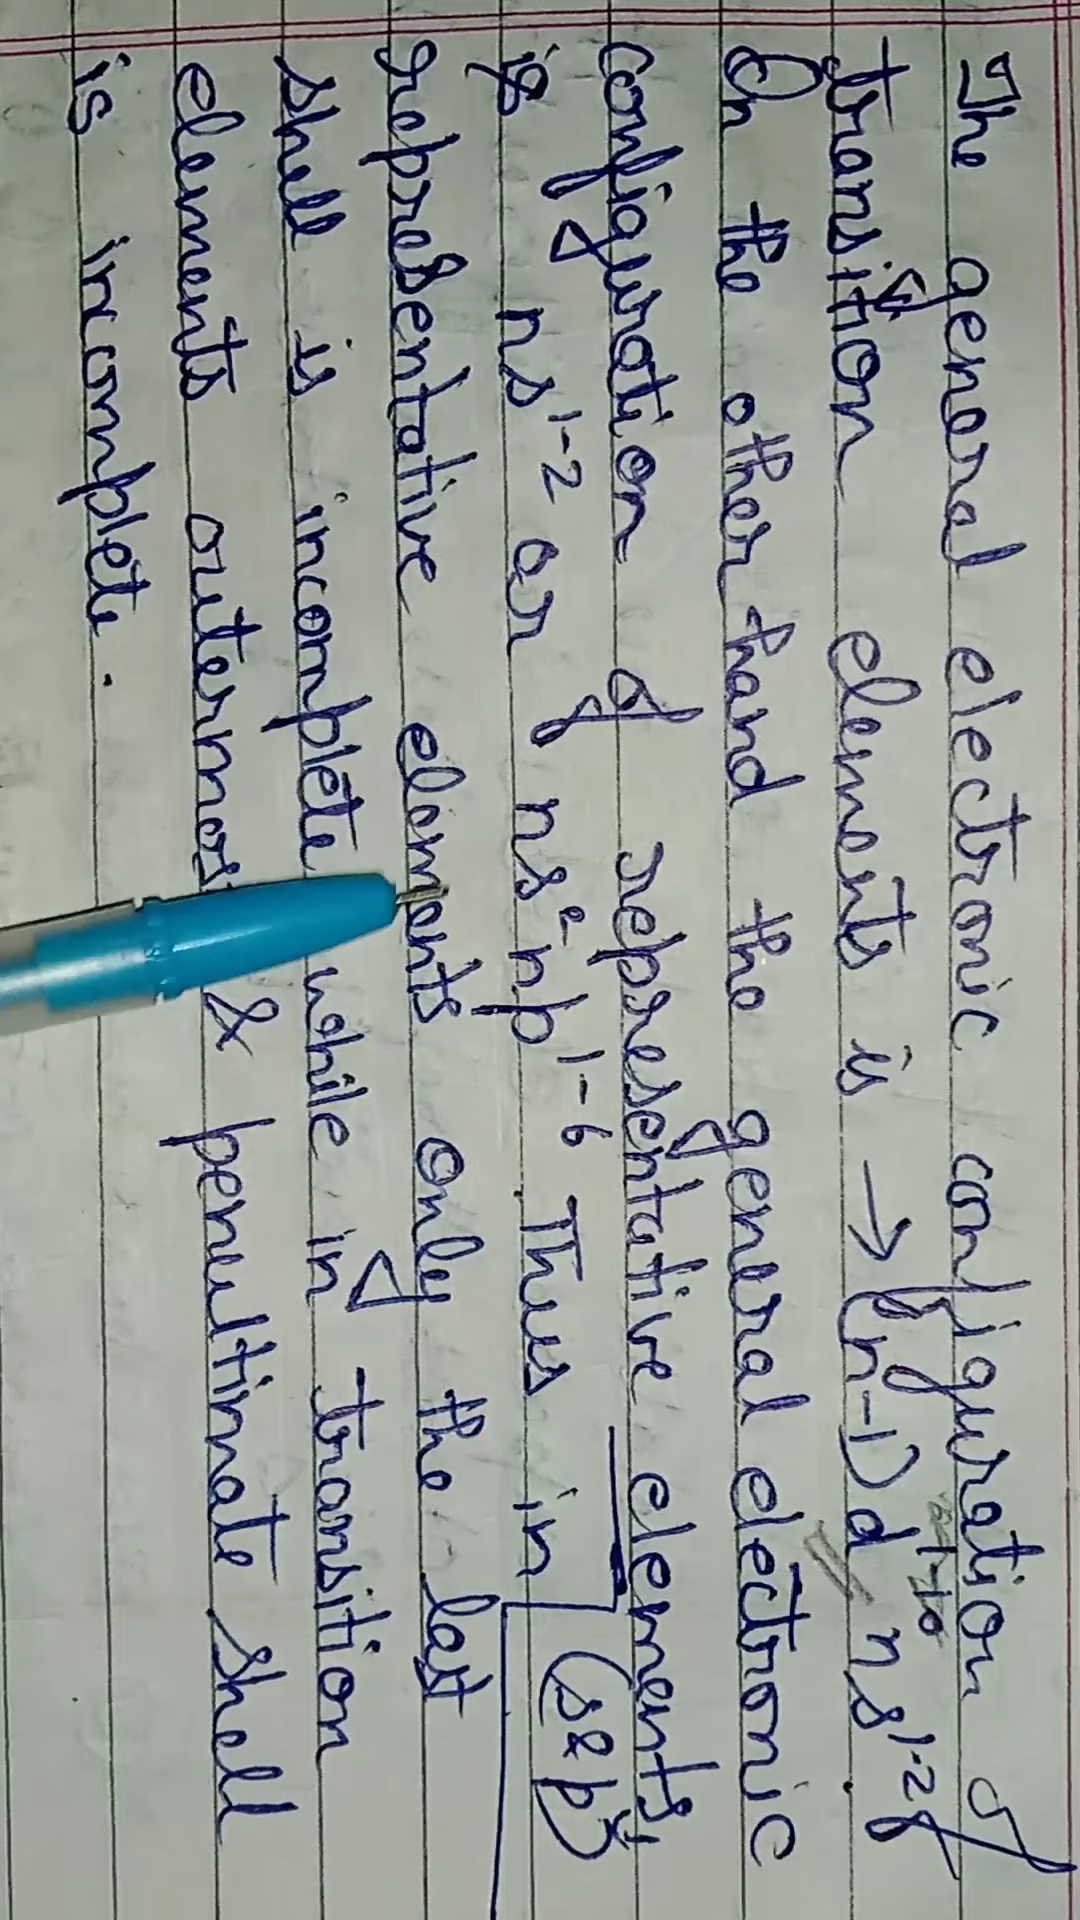 The general electronic configuration of
transition elements is → {(n-1)d¹⁻¹⁰ ns¹⁻²}.
On the other hand the general electronic
configuration of representative elements,
is {ns¹⁻² or {ns²np¹⁻⁶. Thus in (s&p)
representative elements only the last
shell is incomplete while in transition
elements outermost & penultimate shell
is incomplete.